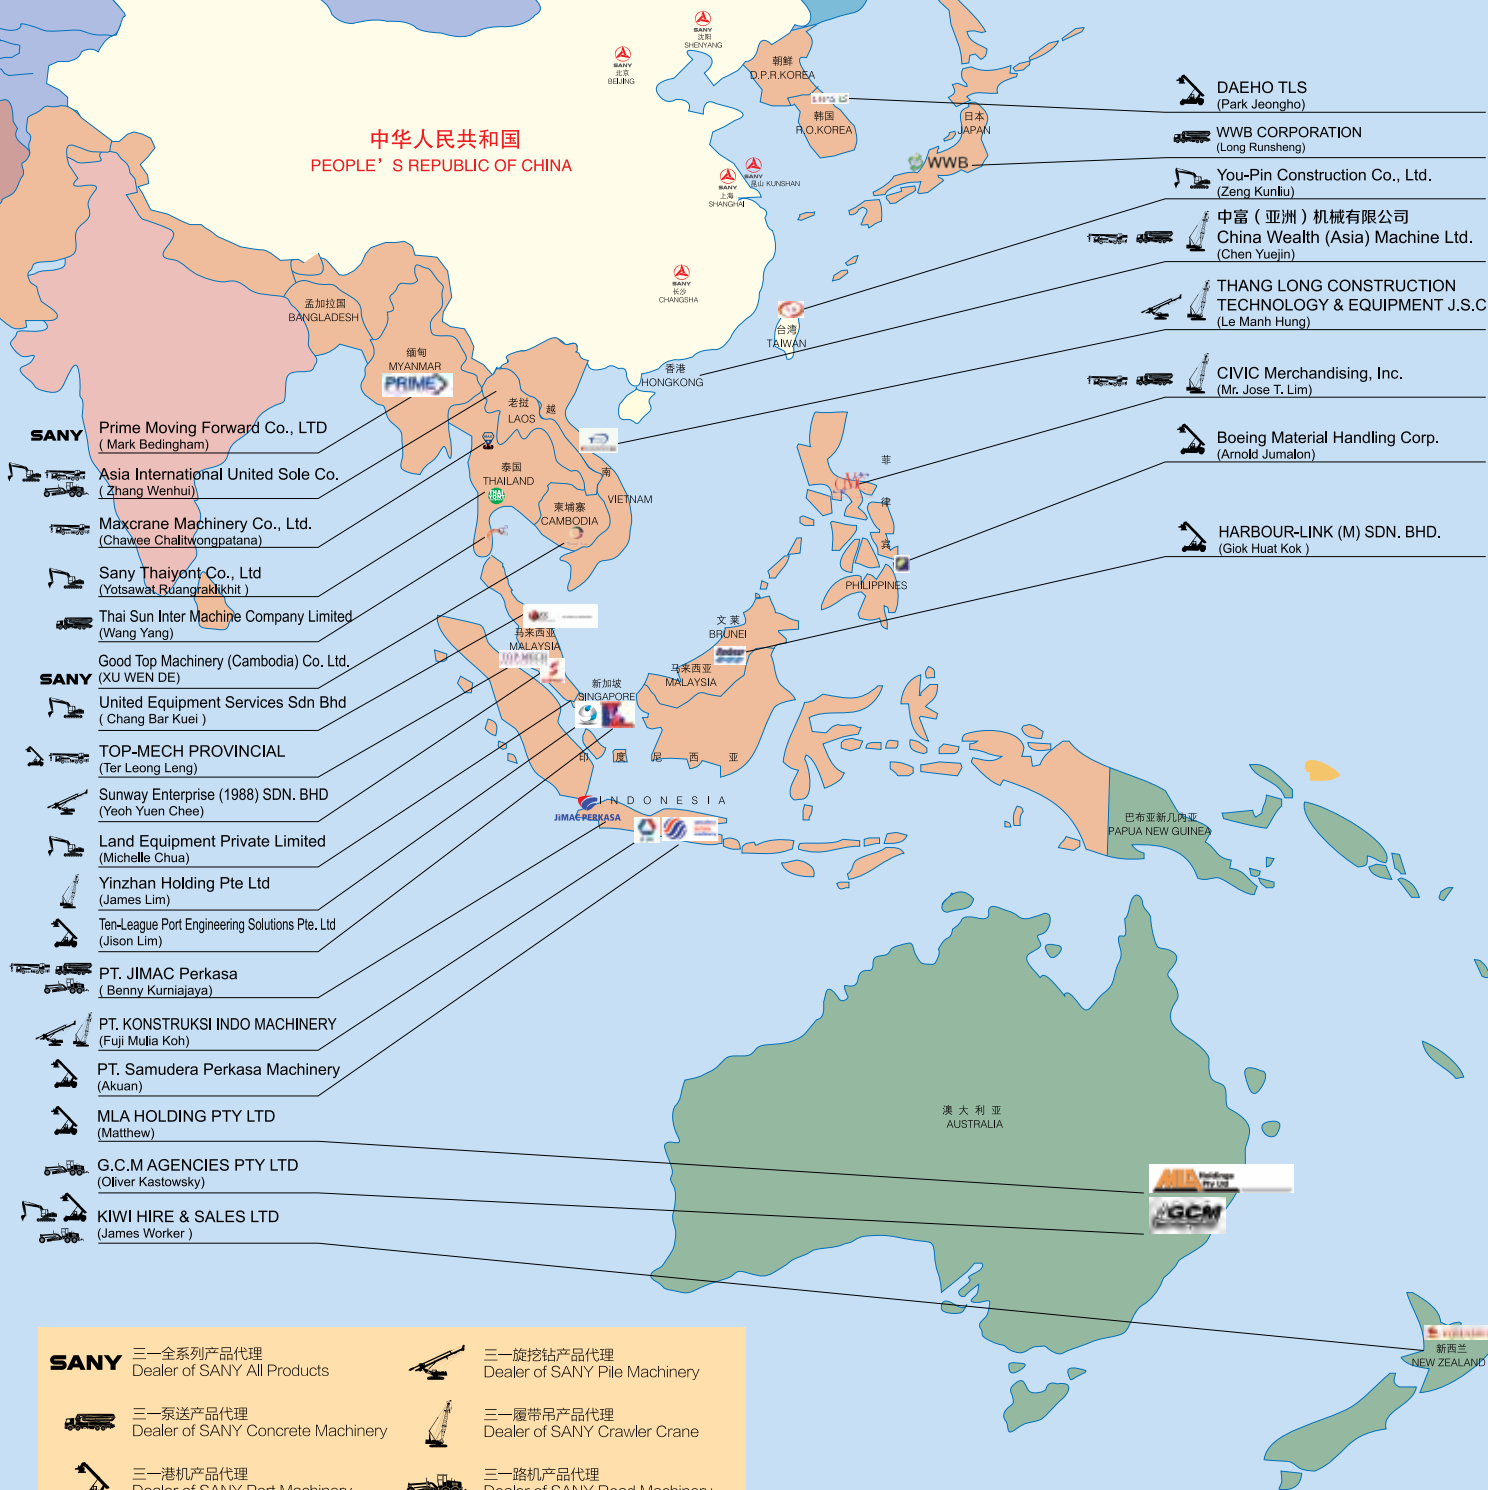 SANY
沈阳
SHENYANG
SANY
北京
BEIJING
朝鲜
D.P.R.KOREA
韩国
R.O.KOREA
日本
JAPAN
WWB
中华人民共和国
PEOPLE’S REPUBLIC OF CHINA
SANY
昆山 KUNSHAN
SANY
上海
SHANGHAI
SANY
长沙
CHANGSHA
孟加拉国
BANGLADESH
缅甸
MYANMAR
PRIME
台湾
TAIWAN
香港
HONGKONG
老挝
LAOS
越
南
VIETNAM
泰国
THAILAND
柬埔寨
CAMBODIA
菲
律
宾
PHILIPPINES
文莱
BRUNEI
马来西亚
MALAYSIA
TOP-MECH
马来西亚
MALAYSIA
新加坡
SINGAPORE
印 度 尼 西 亚
INDONESIA
JIMAC PERKASA
巴布亚新几内亚
PAPUA NEW GUINEA
澳大利亚
AUSTRALIA
MLA Holdings
Pty Ltd
GCM
新西兰
NEW ZEALAND
DAEHO TLS
(Park Jeongho)
WWB CORPORATION
(Long Runsheng)
You-Pin Construction Co., Ltd.
(Zeng Kunliu)
中富（亚洲）机械有限公司
China Wealth (Asia) Machine Ltd.
(Chen Yuejin)
THANG LONG CONSTRUCTION
TECHNOLOGY & EQUIPMENT J.S.C
(Le Manh Hung)
CIVIC Merchandising, Inc.
(Mr. Jose T. Lim)
Boeing Material Handling Corp.
(Arnold Jumalon)
HARBOUR-LINK (M) SDN. BHD.
(Giok Huat Kok )
SANY
Prime Moving Forward Co., LTD
( Mark Bedingham)
Asia International United Sole Co.
( Zhang Wenhui)
Maxcrane Machinery Co., Ltd.
(Chawee Chalitwongpatana)
Sany Thaiyont Co., Ltd
(Yotsawat Ruangraklikhit )
Thai Sun Inter Machine Company Limited
(Wang Yang)
Good Top Machinery (Cambodia) Co. Ltd.
SANY
(XU WEN DE)
United Equipment Services Sdn Bhd
( Chang Bar Kuei )
TOP-MECH PROVINCIAL
(Ter Leong Leng)
Sunway Enterprise (1988) SDN. BHD
(Yeoh Yuen Chee)
Land Equipment Private Limited
(Michelle Chua)
Yinzhan Holding Pte Ltd
(James Lim)
Ten-League Port Engineering Solutions Pte. Ltd
(Jison Lim)
PT. JIMAC Perkasa
( Benny Kurniajaya)
PT. KONSTRUKSI INDO MACHINERY
(Fuji Mulia Koh)
PT. Samudera Perkasa Machinery
(Akuan)
MLA HOLDING PTY LTD
(Matthew)
G.C.M AGENCIES PTY LTD
(Oliver Kastowsky)
KIWI HIRE & SALES LTD
(James Worker )
SANY
三一全系列产品代理
Dealer of SANY All Products
三一旋挖钻产品代理
Dealer of SANY Pile Machinery
三一泵送产品代理
Dealer of SANY Concrete Machinery
三一履带吊产品代理
Dealer of SANY Crawler Crane
三一港机产品代理
Dealer of SANY Port Machinery
三一路机产品代理
Dealer of SANY Road Machinery